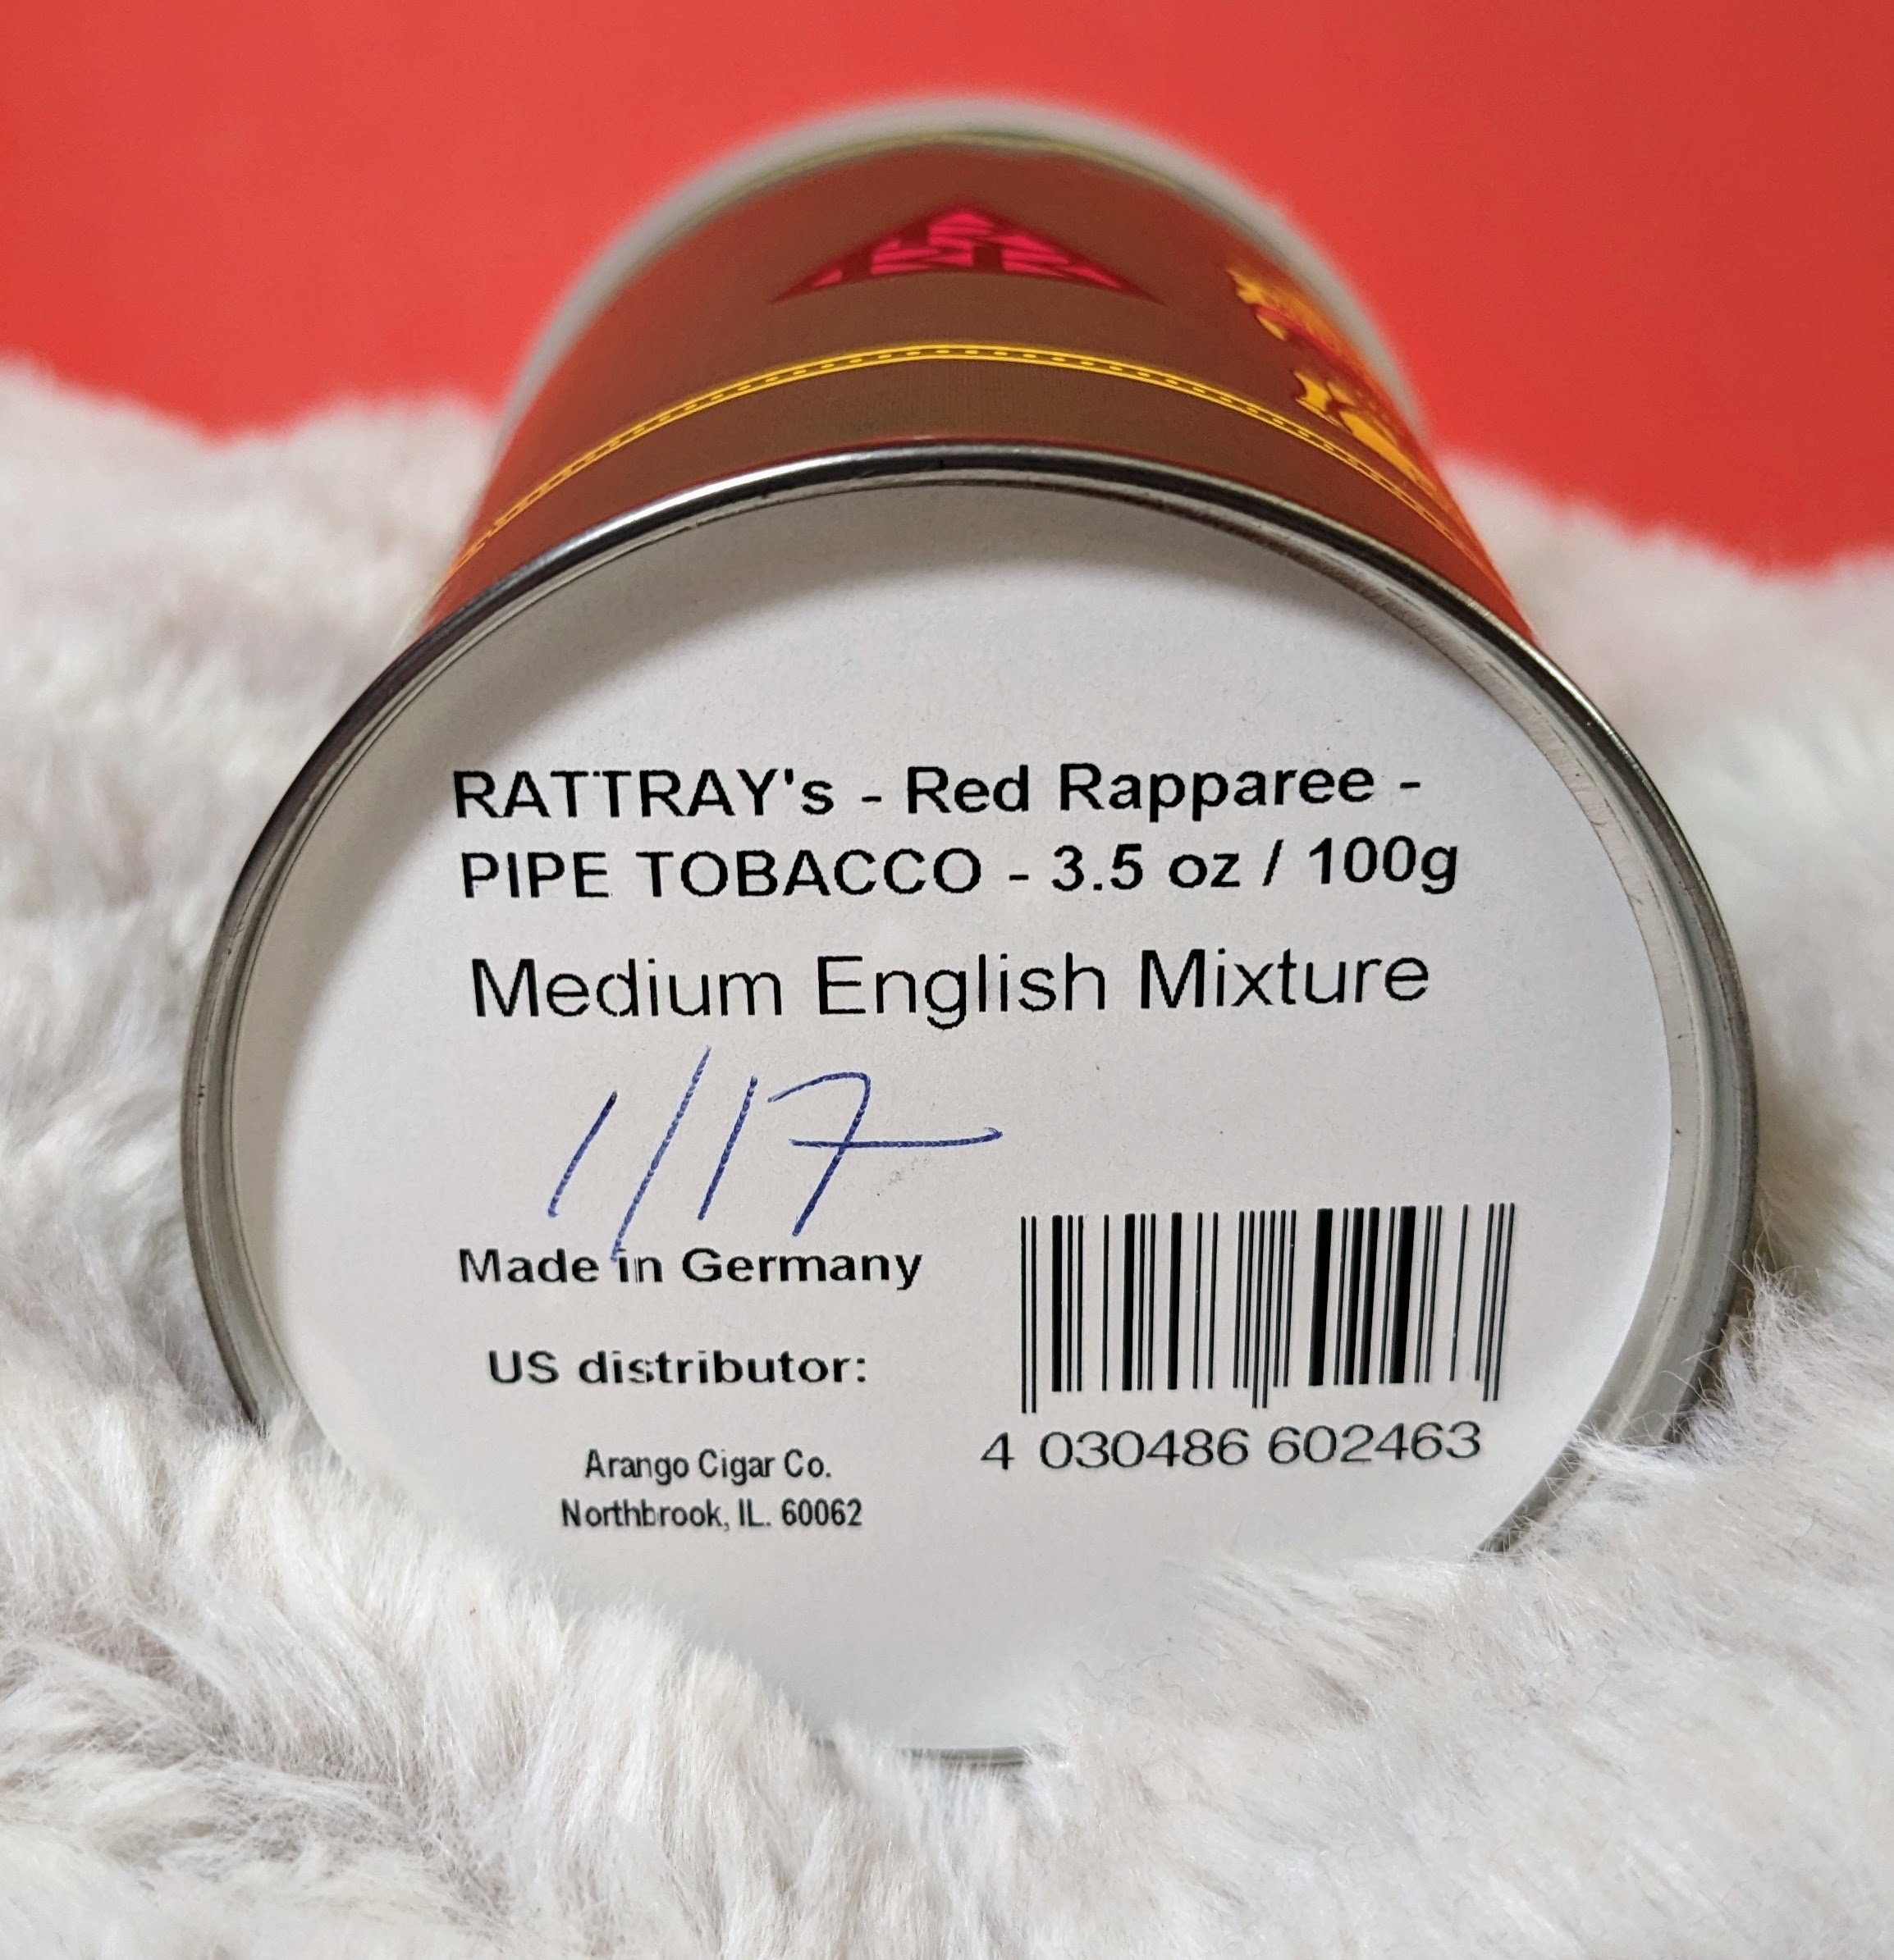 RATTRAY's - Red Rapparee -
PIPE TOBACCO - 3.5 oz / 100g
Medium English Mixture
1/17
Made in Germany
US distributor:
Arango Cigar Co.
Northbrook, IL. 60062
4 030486 602463